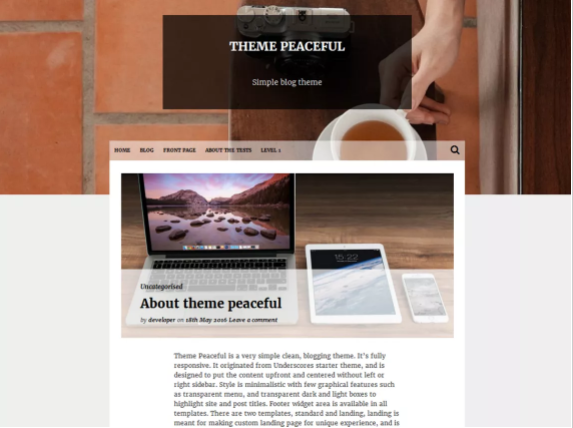 THEME PEACEFUL
Simple blog theme
HOME BLOG FRONT PAGE ABOUT THE TESTS LEVEL 1
15:22
Uncategorised
About theme peaceful
by developer on 18th May 2016 Leave a comment
Theme Peaceful is a very simple clean, blogging theme. It's fully
responsive. It originated from Underscores starter theme, and is
designed to put the content upfront and centered without left or
right sidebar. Style is minimalistic with few graphical features such
as transparent menu, and transparent dark and light boxes to
highlight site and post titles. Footer widget area is available in all
templates. There are two templates, standard and landing, landing is
meant for making custom landing page for unique experience, and is